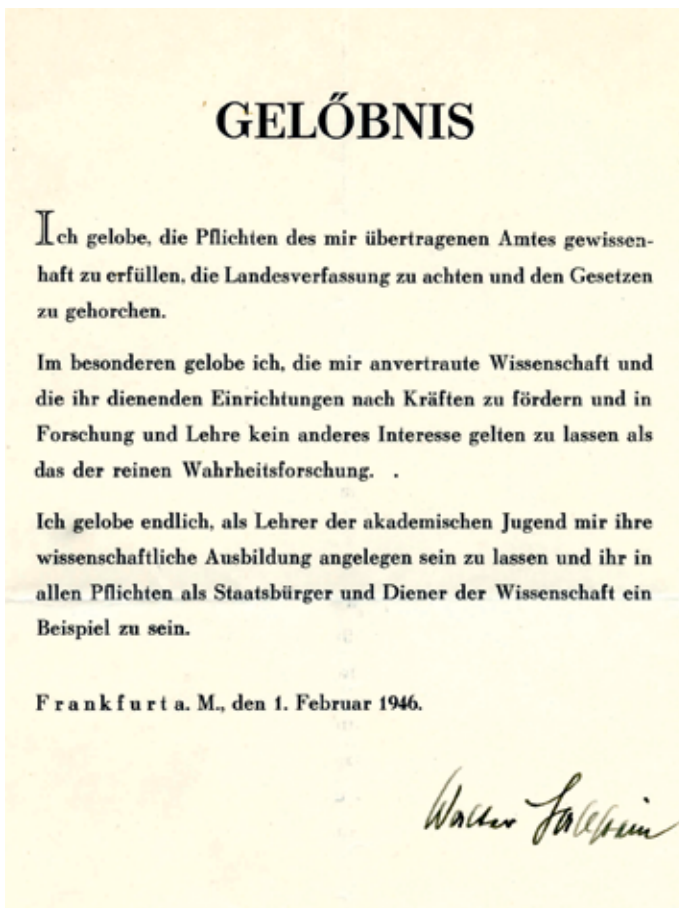 GELŐBNIS
Ich gelobe, die Pflichten des mir übertragenen Amtes gewissen-
haft zu erfüllen, die Landesverfassung zu achten und den Gesetzen
zu gehorchen.
Im besonderen gelobe ich, die mir anvertraute Wissenschaft und
die ihr dienenden Einrichtungen nach Kräften zu fördern und in
Forschung und Lehre kein anderes Interesse gelten zu lassen als
das der reinen Wahrheitsforschung. .
Ich gelobe endlich, als Lehrer der akademischen Jugend mir ihre
wissenschaftliche Ausbildung angelegen sein zu lassen und ihr in
allen Pflichten als Staatsbürger und Diener der Wissenschaft ein
Beispiel zu sein.
Frankfurt a. M., den 1. Februar 1946.
Walter